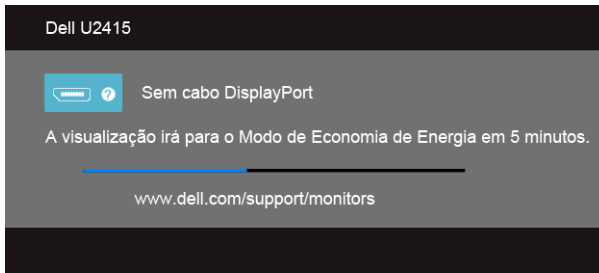 Dell U2415
? Sem cabo DisplayPort
A visualização irá para o Modo de Economia de Energia em 5 minutos.
www.dell.com/support/monitors